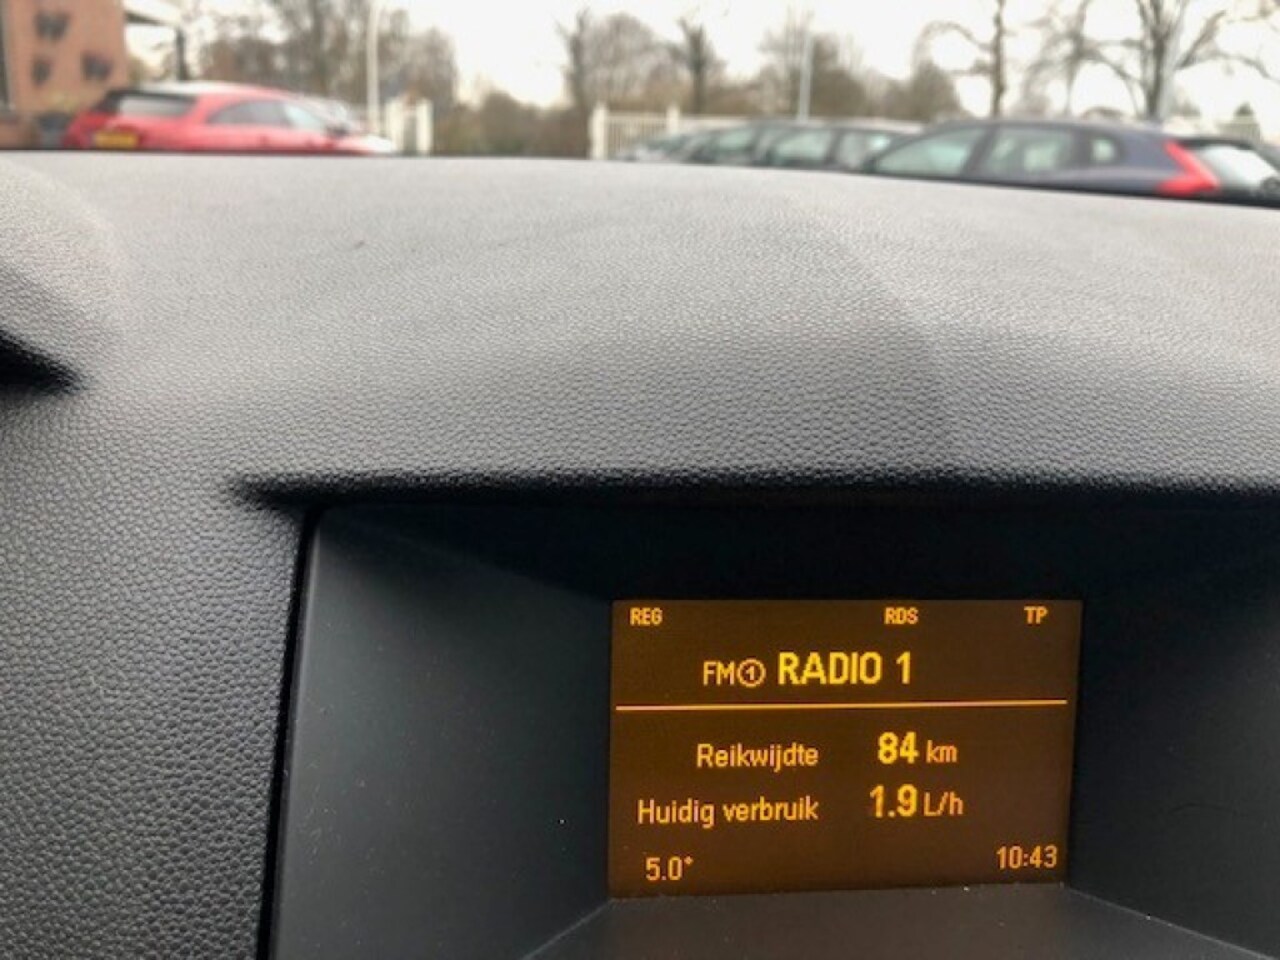 REG RDS TP
FM① RADIO 1
Reikwijdte 84 km
Huidig verbruik 1.9 L/h
5.0° 10:43